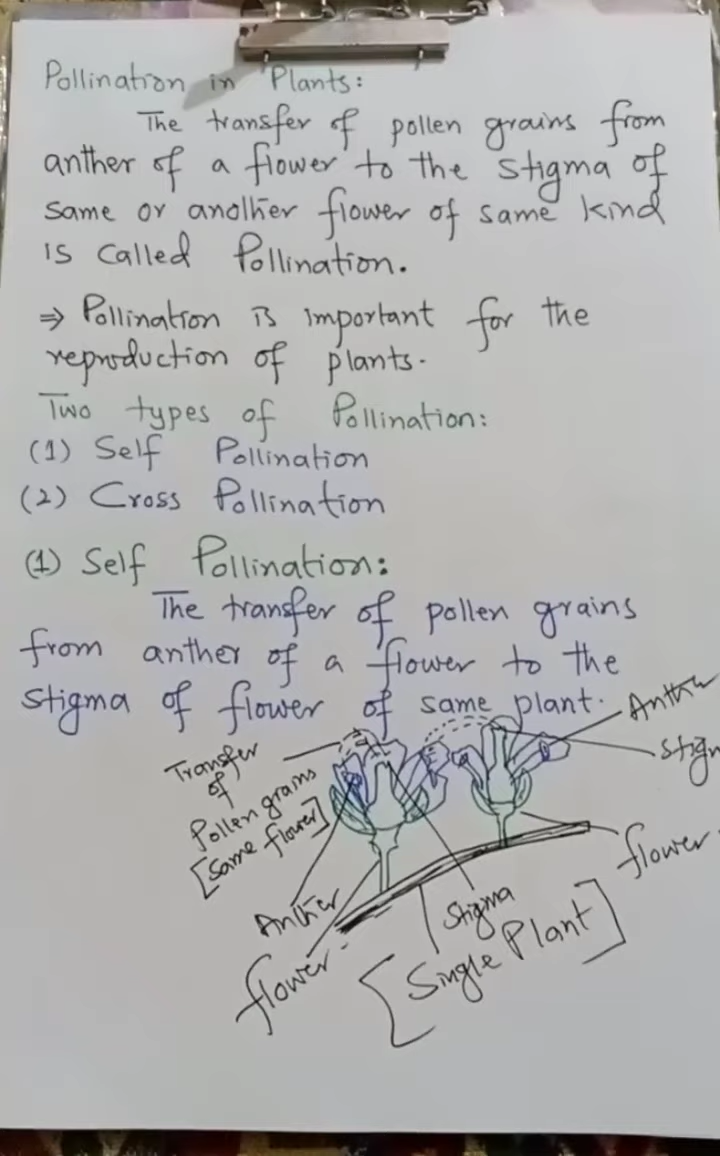 Pollination in Plants:
The transfer of pollen grains from
anther of a flower to the stigma of
same or another flower of same kind
is called Pollination.
⇒ Pollination is important for the
reproduction of plants.
Two types of Pollination:
(1) Self Pollination
(2) Cross Pollination
(1) Self Pollination:
The transfer of pollen grains
from anther of a flower to the
stigma of flower of same plant.
Transfer
of
Pollen grains
[Same flower]
Anther
flower
Stigma
[Single Plant]
Anther
Stigm
flower